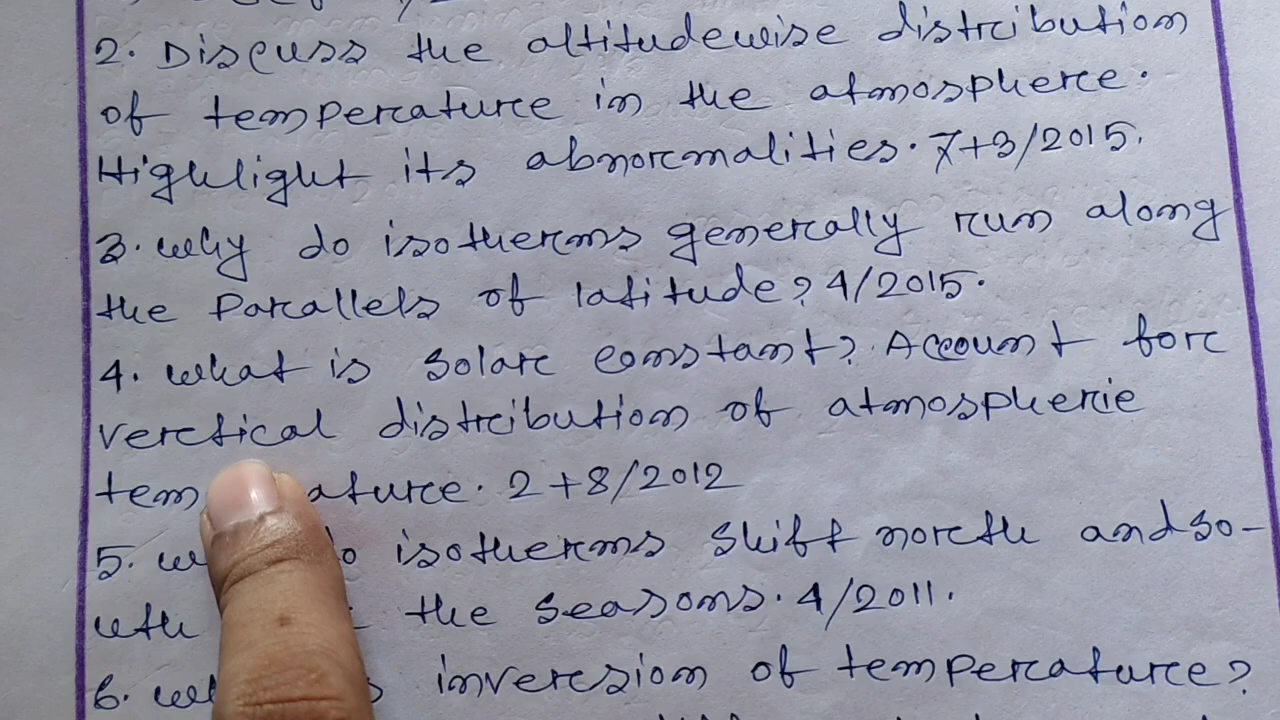 2. Discuss the altitudewise distribution
of temperature in the atmosphere.
Highlight its abnormalities. 7+3/2015.
3. Why do isotherms generally run along
the Parallels of latitude? 4/2015.
4. What is Solar constant? Account for
vertical distribution of atmospheric
tem ature. 2+8/2012
5. do isotherms shift north and so-
uth the seasons. 4/2011.
6. inversion of temperature?